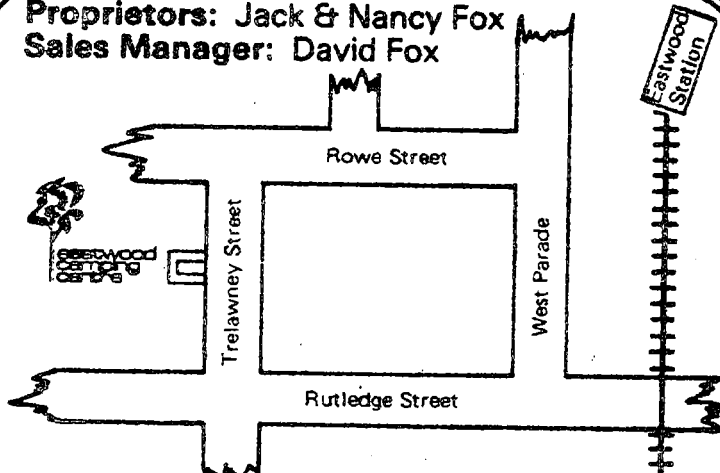 Proprietors: Jack & Nancy Fox
Sales Manager: David Fox
Eastwood
Station
Rowe Street
Trelawney Street
West Parade
eastwood
camping
centre
Rutledge Street